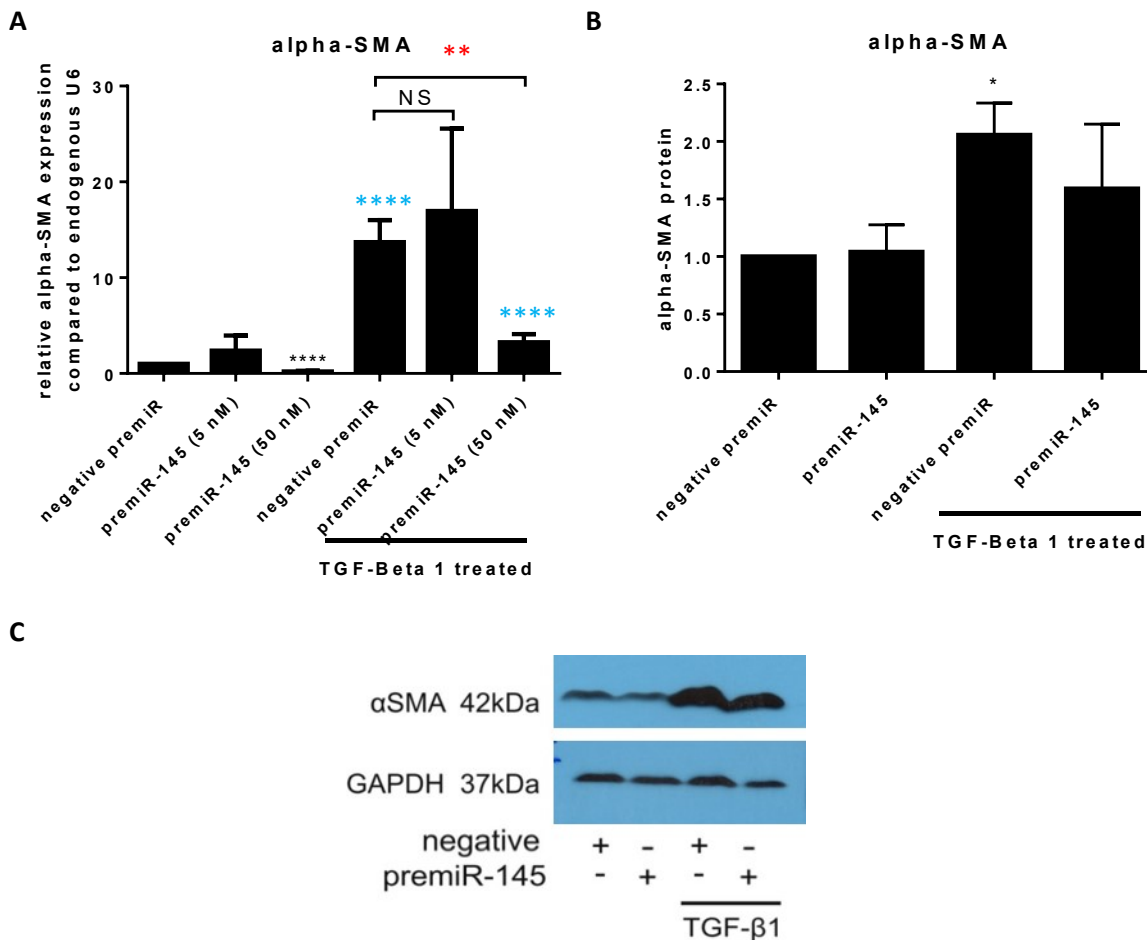 A
alpha-SMA
**
NS
relative alpha-SMA expression
compared to endogenous U6
30
20
10
0
****
****
****
negative premiR
premiR-145 (5 nM)
premiR-145 (50 nM)
negative premiR
premiR-145 (5 nM)
premiR-145 (50 nM)
TGF-Beta 1 treated
B
alpha-SMA
*
alpha-SMA protein
2.5
2.0
1.5
1.0
0.5
0.0
negative premiR
premiR-145
negative premiR
premiR-145
TGF-Beta 1 treated
C
αSMA 42kDa
GAPDH 37kDa
negative + - + -
premiR-145 - + - +
TGF-β1